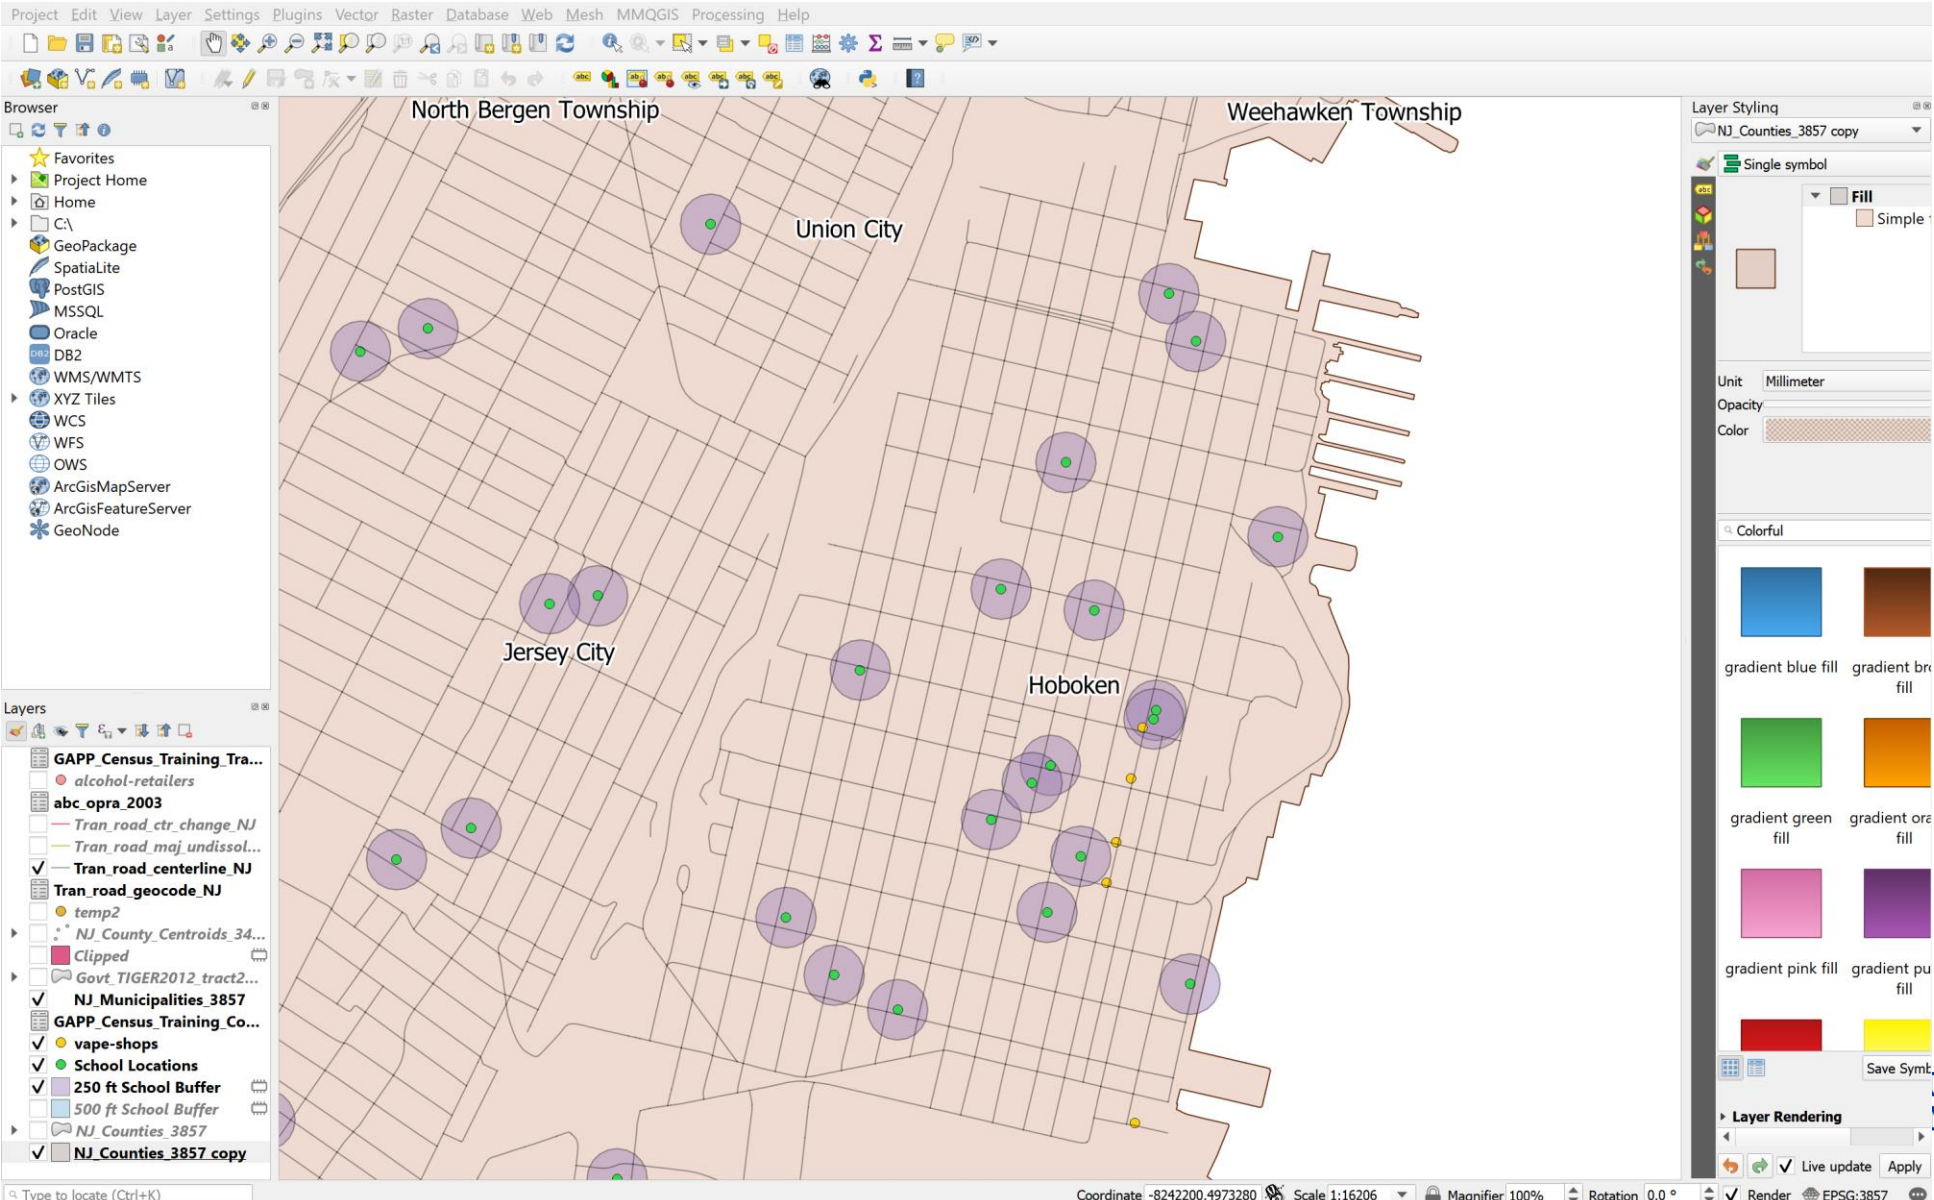 Project Edit View Layer Settings Plugins Vector Raster Database Web Mesh MMQGIS Processing Help
Browser
Favorites
Project Home
Home
C:\
GeoPackage
SpatiaLite
PostGIS
MSSQL
Oracle
DB2
WMS/WMTS
XYZ Tiles
WCS
WFS
OWS
ArcGisMapServer
ArcGisFeatureServer
GeoNode
Layers
GAPP_Census_Training_Tra...
alcohol-retailers
abc_opra_2003
Tran_road_ctr_change_NJ
Tran_road_maj_undissol...
Tran_road_centerline_NJ
Tran_road_geocode_NJ
temp2
NJ_County_Centroids_34...
Clipped
Govt_TIGER2012_tract2...
NJ_Municipalities_3857
GAPP_Census_Training_Co...
vape-shops
School Locations
250 ft School Buffer
500 ft School Buffer
NJ_Counties_3857
NJ_Counties_3857 copy
Type to locate (Ctrl+K)
North Bergen Township
Weehawken Township
Union City
Jersey City
Hoboken
Layer Styling
NJ_Counties_3857 copy
Single symbol
Fill
Simple
Unit Millimeter
Opacity
Color
Colorful
gradient blue fill
gradient
fill
gradient green
fill
gradient
fill
gradient pink fill
gradient
fill
Save
Layer Rendering
Live update Apply
Coordinate -8242200.4973280 Scale 1:16206 Magnifier 100% Rotation 0.0 ° Render EPSG:3857